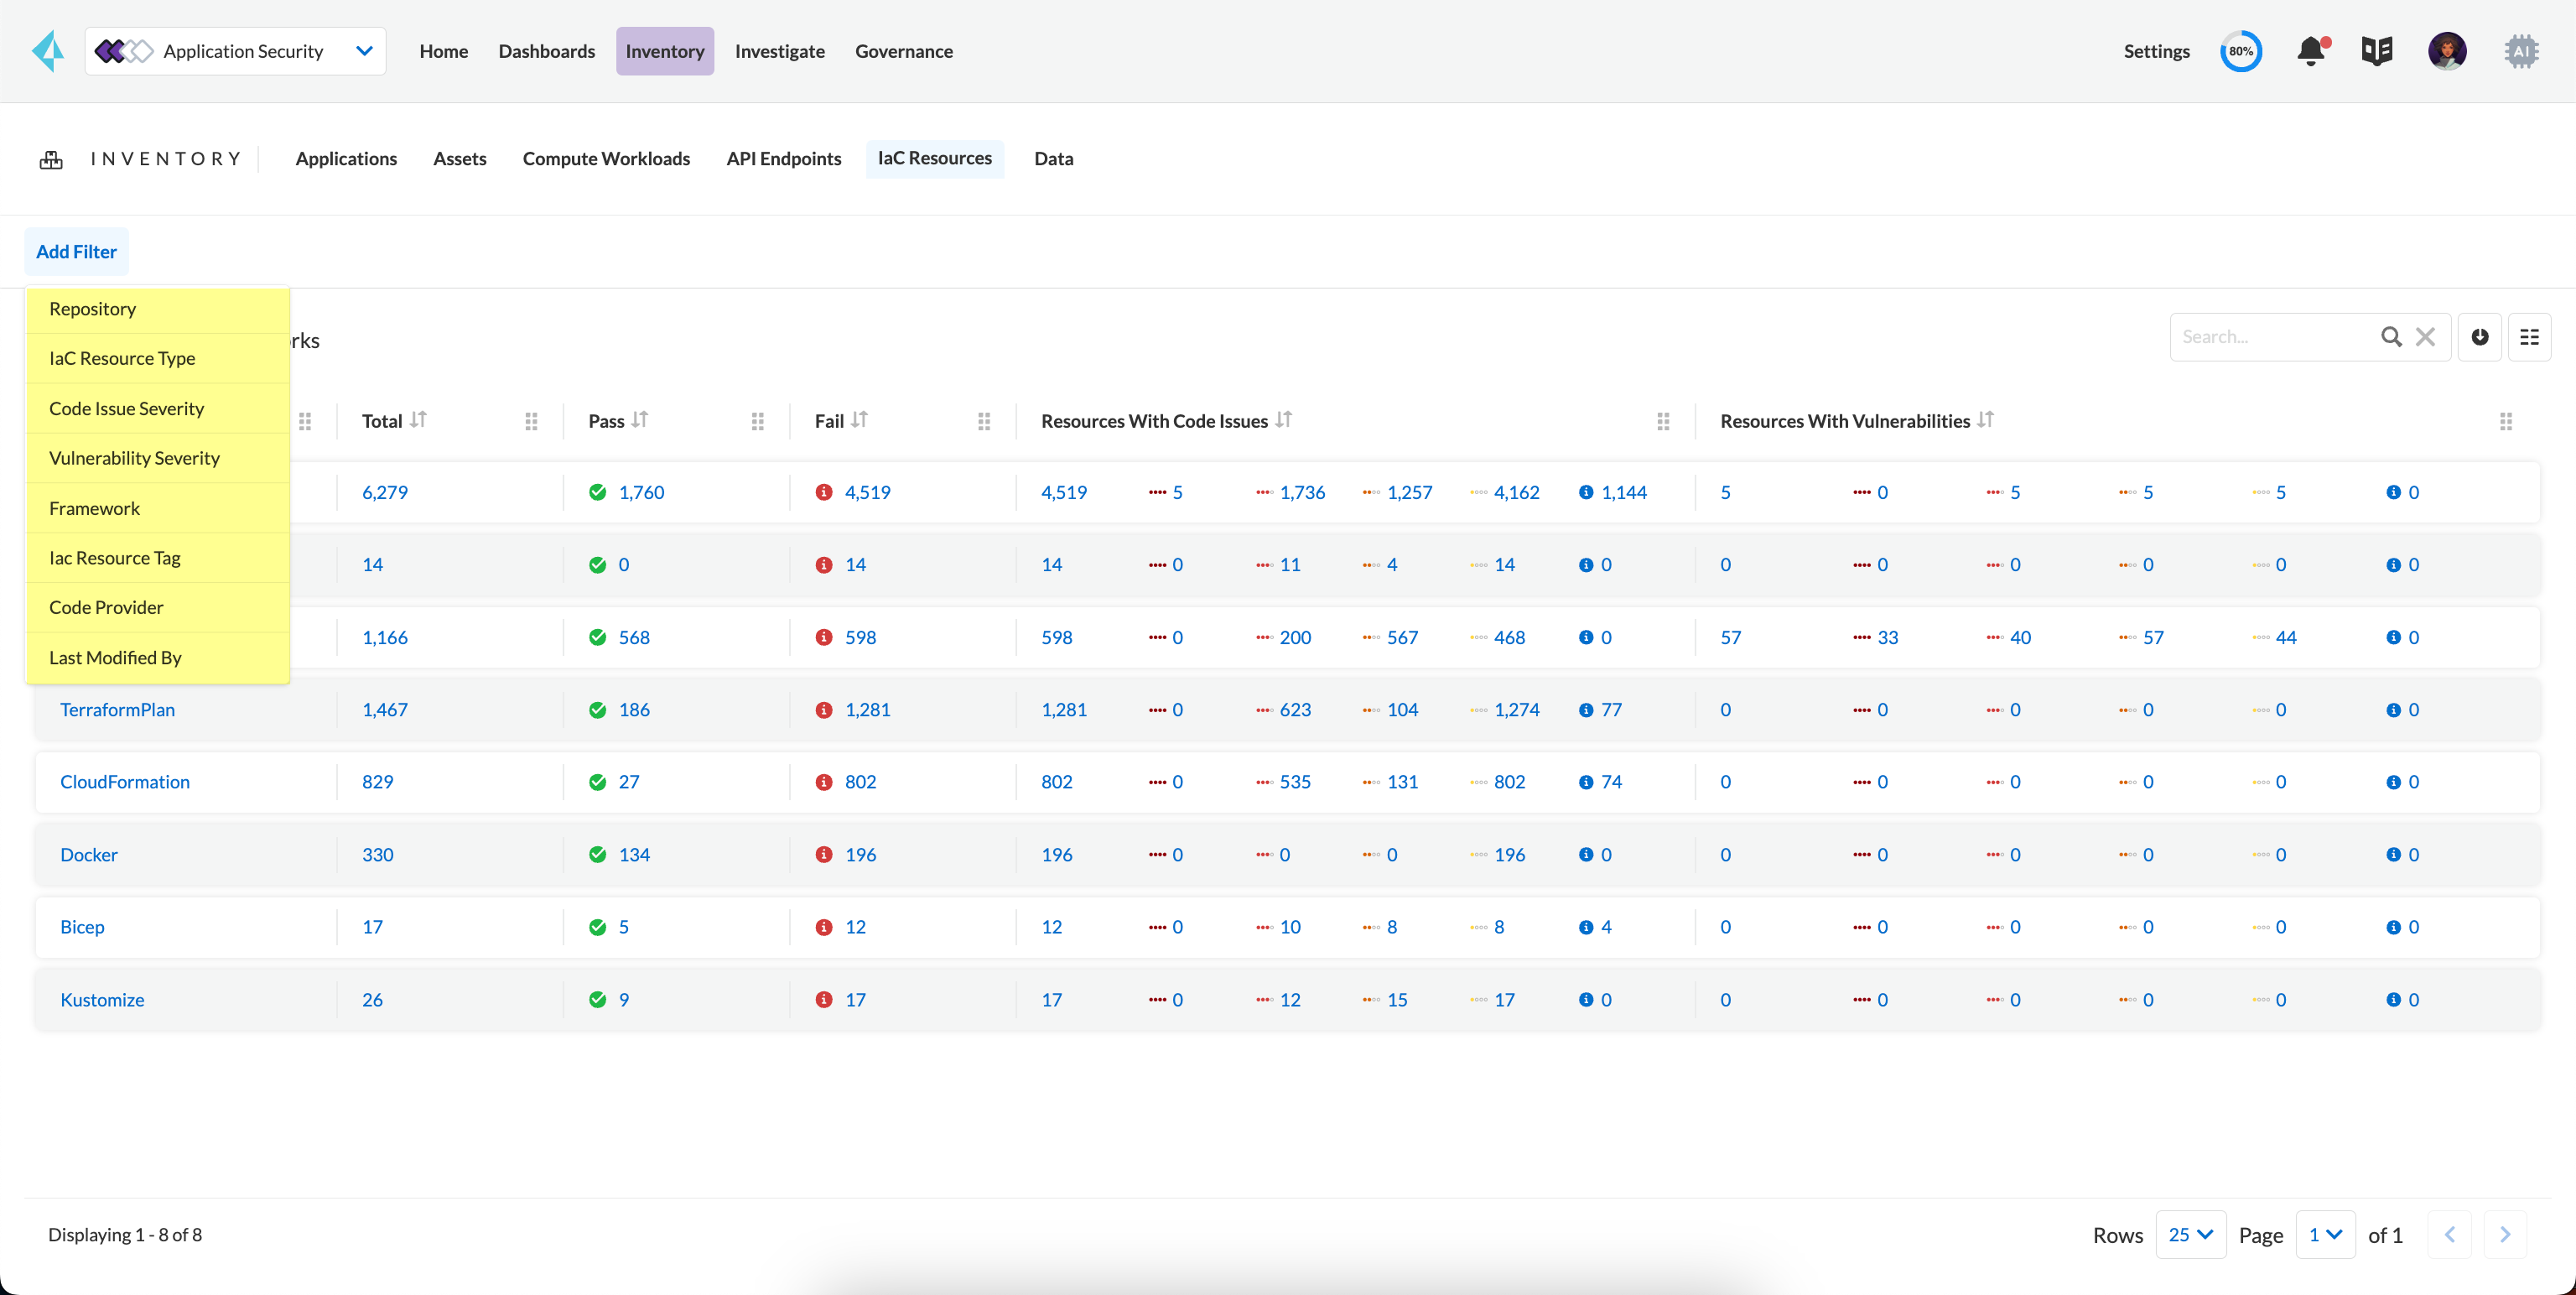 Application Security Home Dashboards Inventory Investigate Governance Settings 80% AI
INVENTORY Applications Assets Compute Workloads API Endpoints IaC Resources Data
Add Filter
Repository
IaC Resource Type
Code Issue Severity
Vulnerability Severity
Framework
Iac Resource Tag
Code Provider
Last Modified By
rks
Search...
Total Pass Fail Resources With Code Issues Resources With Vulnerabilities
6,279 1,760 4,519 4,519 5 1,736 1,257 4,162 1,144 5 0 5 5 5 0
14 0 14 14 0 11 4 14 0 0 0 0 0 0 0
1,166 568 598 598 0 200 567 468 0 57 33 40 57 44 0
TerraformPlan 1,467 186 1,281 1,281 0 623 104 1,274 77 0 0 0 0 0 0
CloudFormation 829 27 802 802 0 535 131 802 74 0 0 0 0 0 0
Docker 330 134 196 196 0 0 0 196 0 0 0 0 0 0 0
Bicep 17 5 12 12 0 10 8 8 4 0 0 0 0 0 0
Kustomize 26 9 17 17 0 12 15 17 0 0 0 0 0 0 0
Displaying 1 - 8 of 8 Rows 25 Page 1 of 1